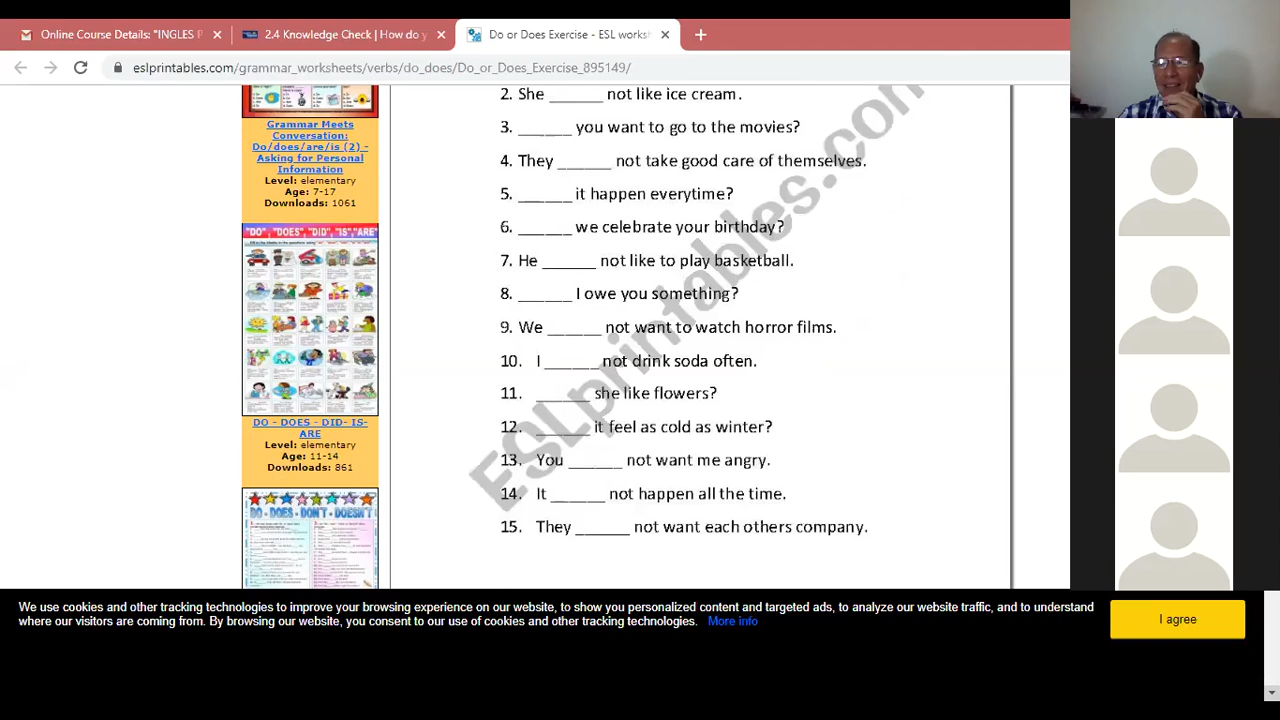 Online Course Details: "INGLES P
2.4 Knowledge Check | How do y
Do or Does Exercise - ESL worksh
eslprintables.com/grammar_worksheets/verbs/do_does/Do_or_Does_Exercise_895149/
Grammar Meets
Conversation:
Do/does/are/is (2) -
Asking for Personal
Information
Level: elementary
Age: 7-17
Downloads: 1061
"DO", "DOES", "DID", "IS", "ARE"
DO - DOES - DID- IS-
ARE
Level: elementary
Age: 11-14
Downloads: 861
DO - DOES - DON'T - DOESN'T
2. She ______ not like ice cream.
3. ______ you want to go to the movies?
4. They ______ not take good care of themselves.
5. ______ it happen everytime?
6. ______ we celebrate your birthday?
7. He ______ not like to play basketball.
8. ______ I owe you something?
9. We ______ not want to watch horror films.
10. I ______ not drink soda often.
11. ______ she like flowers?
12. ______ it feel as cold as winter?
13. You ______ not want me angry.
14. It ______ not happen all the time.
15. They ______ not want each others company.
ESLprintables.com
We use cookies and other tracking technologies to improve your browsing experience on our website, to show you personalized content and targeted ads, to analyze our website traffic, and to understand
where our visitors are coming from. By browsing our website, you consent to our use of cookies and other tracking technologies. More info
I agree